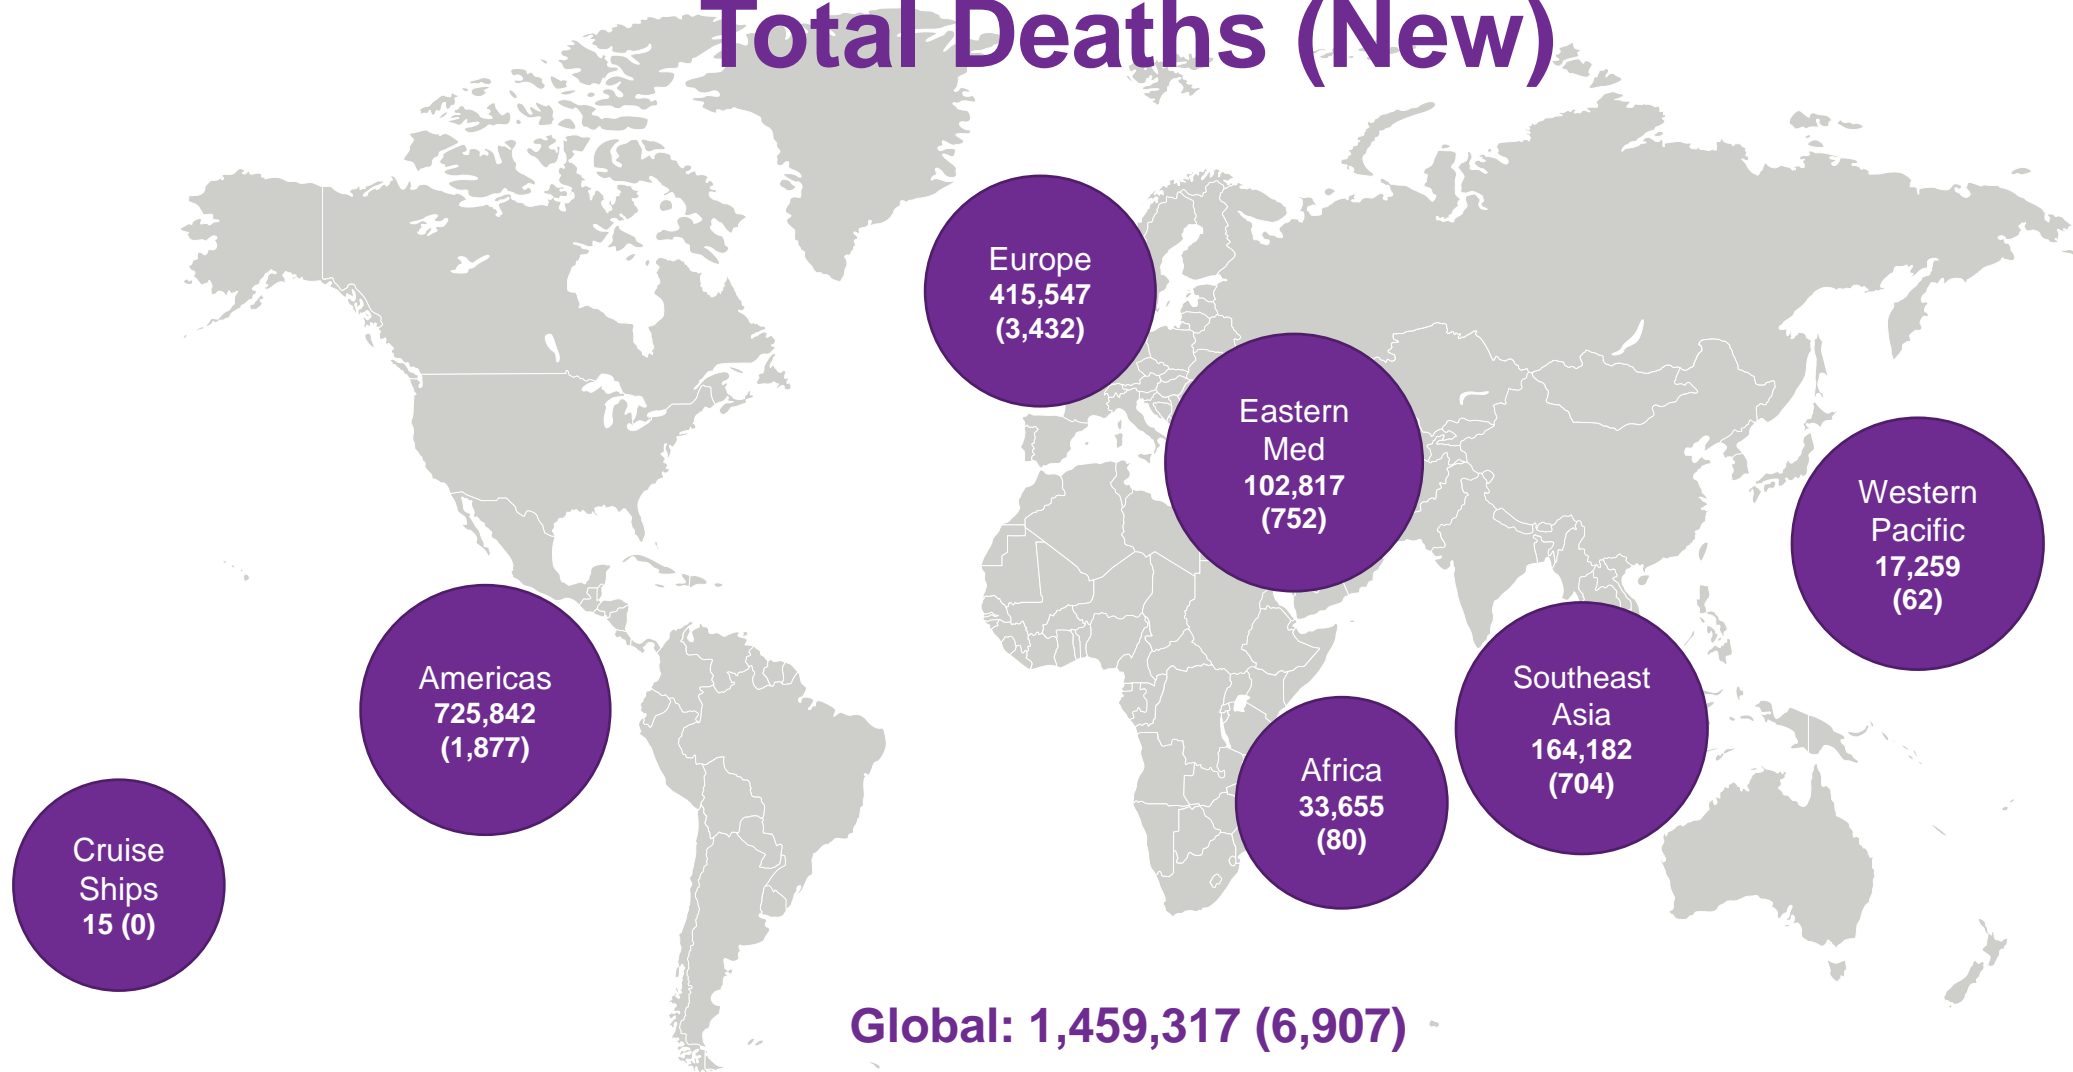 Total Deaths (New)
Europe
415,547
(3,432)
Eastern
Med
102,817
(752)
Western
Pacific
17,259
(62)
Americas
725,842
(1,877)
Southeast
Asia
164,182
(704)
Africa
33,655
(80)
Cruise
Ships
15 (0)
Global: 1,459,317 (6,907)